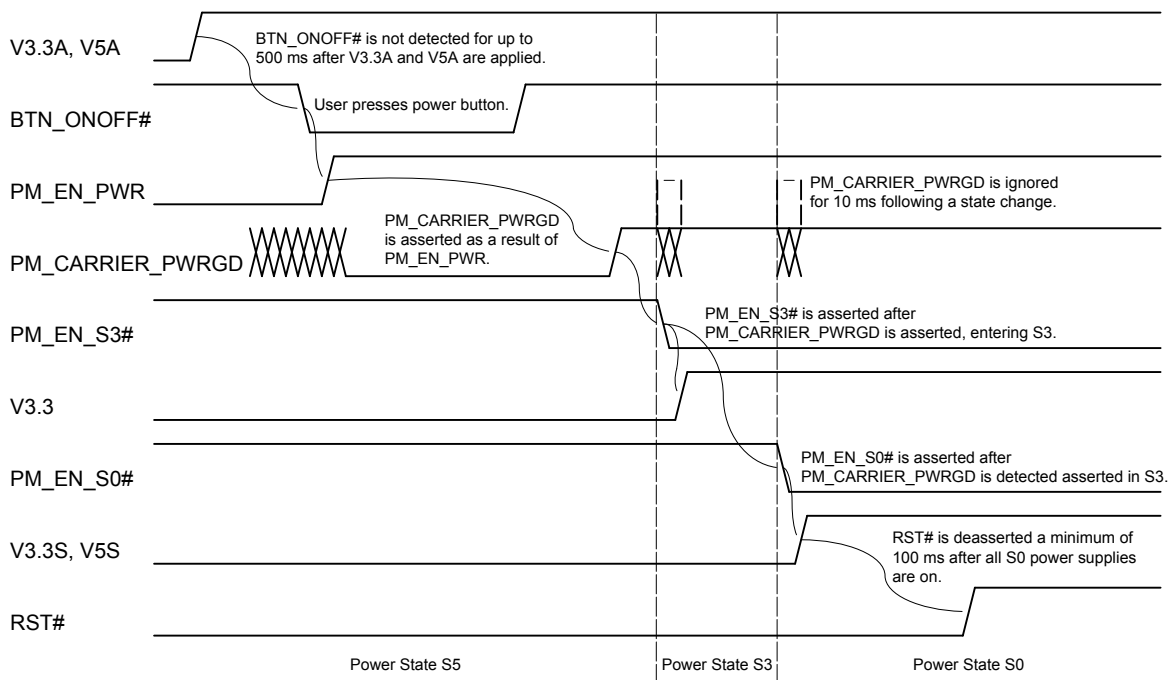 V3.3A, V5A
BTN_ONOFF# is not detected for up to
500 ms after V3.3A and V5A are applied.
BTN_ONOFF#
User presses power button.
PM_EN_PWR
PM_CARRIER_PWRGD is ignored
for 10 ms following a state change.
PM_CARRIER_PWRGD
PM_CARRIER_PWRGD
is asserted as a result of
PM_EN_PWR.
PM_EN_S3#
PM_EN_S3# is asserted after
PM_CARRIER_PWRGD is asserted, entering S3.
V3.3
PM_EN_S0#
PM_EN_S0# is asserted after
PM_CARRIER_PWRGD is detected asserted in S3.
V3.3S, V5S
RST# is deasserted a minimum of
100 ms after all S0 power supplies
are on.
RST#
Power State S5
Power State S3
Power State S0